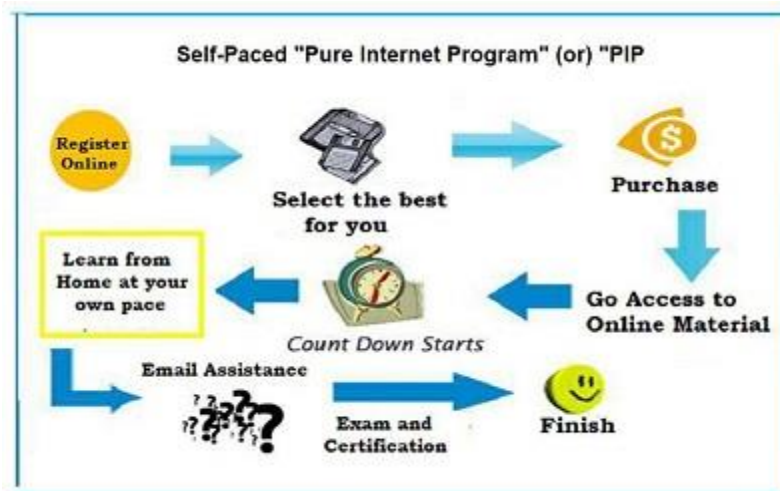 Self-Paced "Pure Internet Program" (or) "PIP
Register
Online
Select the best
for you
Purchase
Go Access to
Online Material
Count Down Starts
Learn from
Home at your
own pace
Email Assistance
Exam and
Certification
Finish